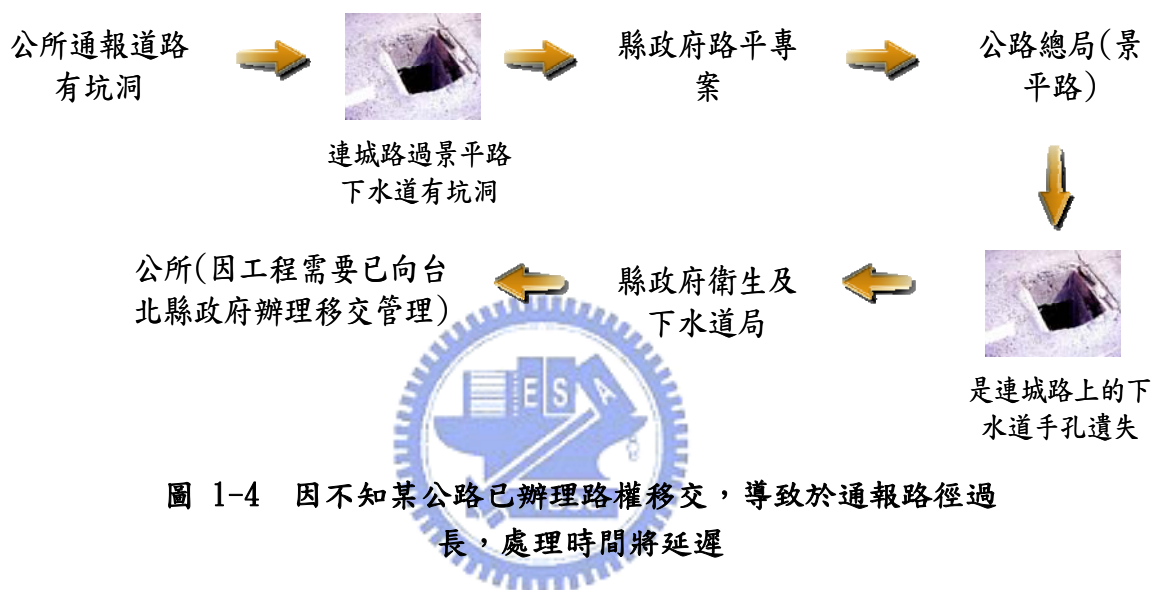 公所通報道路
有坑洞
連城路過景平路
下水道有坑洞
縣政府路平專
案
公路總局(景
平路)
是連城路上的下
水道手孔遺失
縣政府衛生及
下水道局
公所(因工程需要已向台
北縣政府辦理移交管理)
ESA
圖 1-4 因不知某公路已辦理路權移交，導致於通報路徑過
長，處理時間將延遲